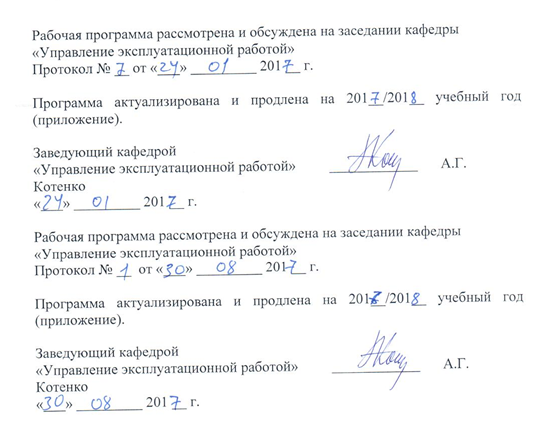 Рабочая программа рассмотрена и обсуждена на заседании кафедры
«Управление эксплуатационной работой»
Протокол № 7 от «24» 01 2017 г.
Программа актуализирована и продлена на 2017/2018 учебный год
(приложение).
Заведующий кафедрой
«Управление эксплуатационной работой» А.Г.
Котенко
«24» 01 2017 г.
Рабочая программа рассмотрена и обсуждена на заседании кафедры
«Управление эксплуатационной работой»
Протокол № 1 от «30» 08 2017 г.
Программа актуализирована и продлена на 2017/2018 учебный год
(приложение).
Заведующий кафедрой
«Управление эксплуатационной работой» А.Г.
Котенко
«30» 08 2017 г.